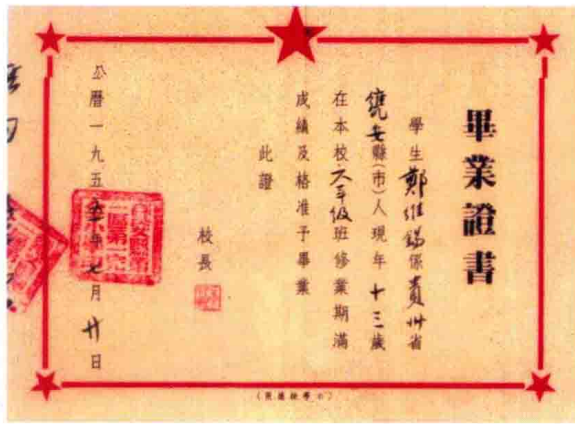 畢業證書
學生鄭維錫係貴州省
甕安縣(市)人現年十三歲
在本校六年級班修業期滿
成績及格准予畢業
此證
校長
公曆一九五 年七月廿日